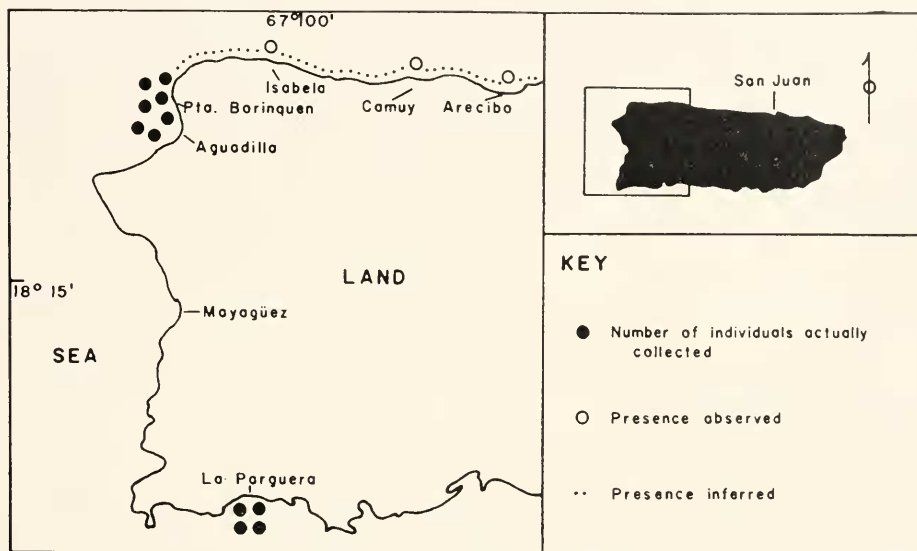 67° 00'
Isabela
Camuy
Arecibo
Pta. Borinquen
Aguadilla
18° 15'
LAND
Mayagüez
SEA
La Parguera
San Juan
KEY
Number of individuals actually
collected
Presence observed
Presence inferred